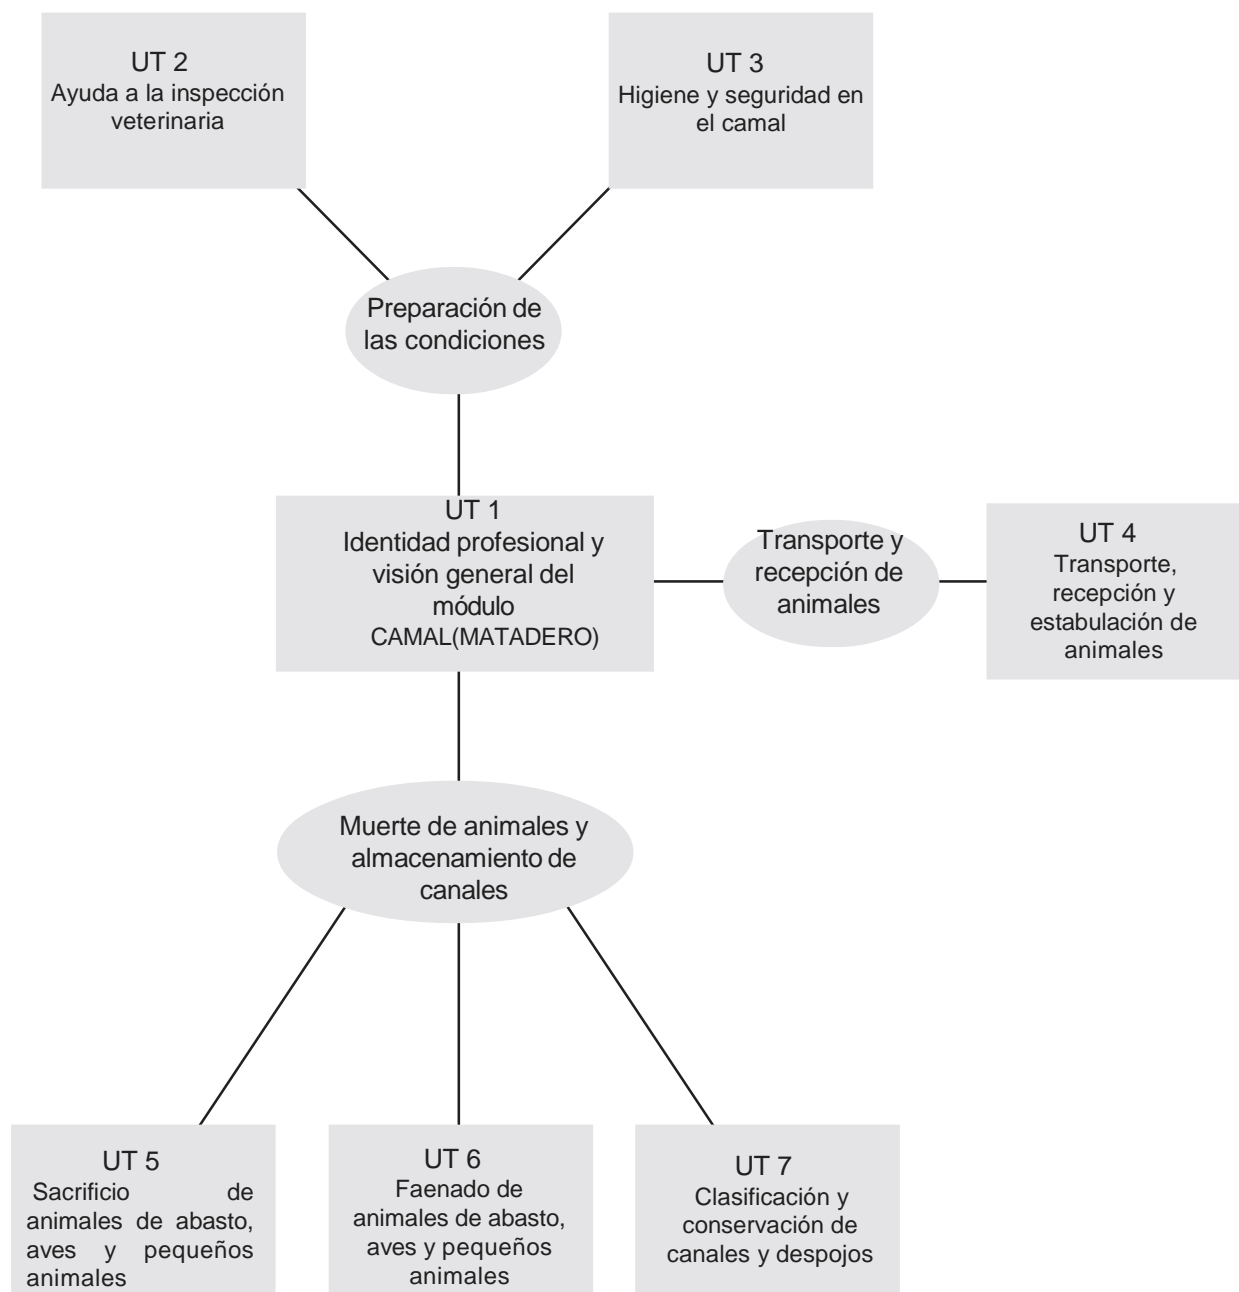 UT 2
Ayuda a la inspección
veterinaria
UT 3
Higiene y seguridad en
el camal
Preparación de
las condiciones
UT 1
Identidad profesional y
visión general del
módulo
CAMAL(MATADERO)
Transporte y
recepción de
animales
UT 4
Transporte,
recepción y
estabulación de
animales
Muerte de animales y
almacenamiento de
canales
UT 5
Sacrificio de
animales de abasto,
aves y pequeños
animales
UT 6
Faenado de
animales de abasto,
aves y pequeños
animales
UT 7
Clasificación y
conservación de
canales y despojos